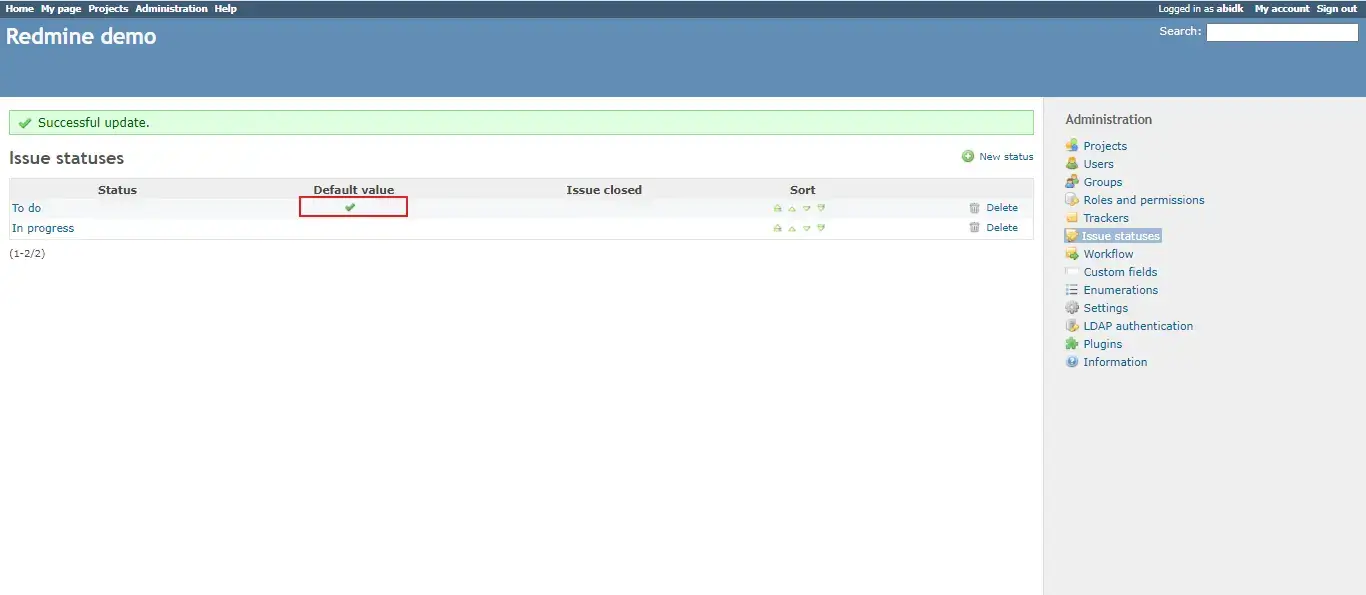 Home My page Projects Administration Help Logged in as abidk My account Sign out
Redmine demo
Search:
Successful update.
Issue statuses
New status
Status Default value Issue closed Sort
To do Delete
In progress Delete
(1-2/2)
Administration
Projects
Users
Groups
Roles and permissions
Trackers
Issue statuses
Workflow
Custom fields
Enumerations
Settings
LDAP authentication
Plugins
Information